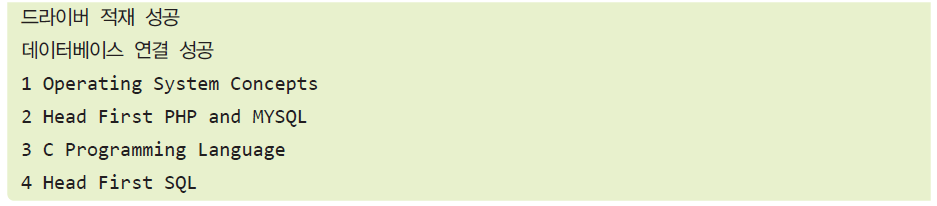 드라이버 적재 성공
데이터베이스 연결 성공
1 Operating System Concepts
2 Head First PHP and MYSQL
3 C Programming Language
4 Head First SQL